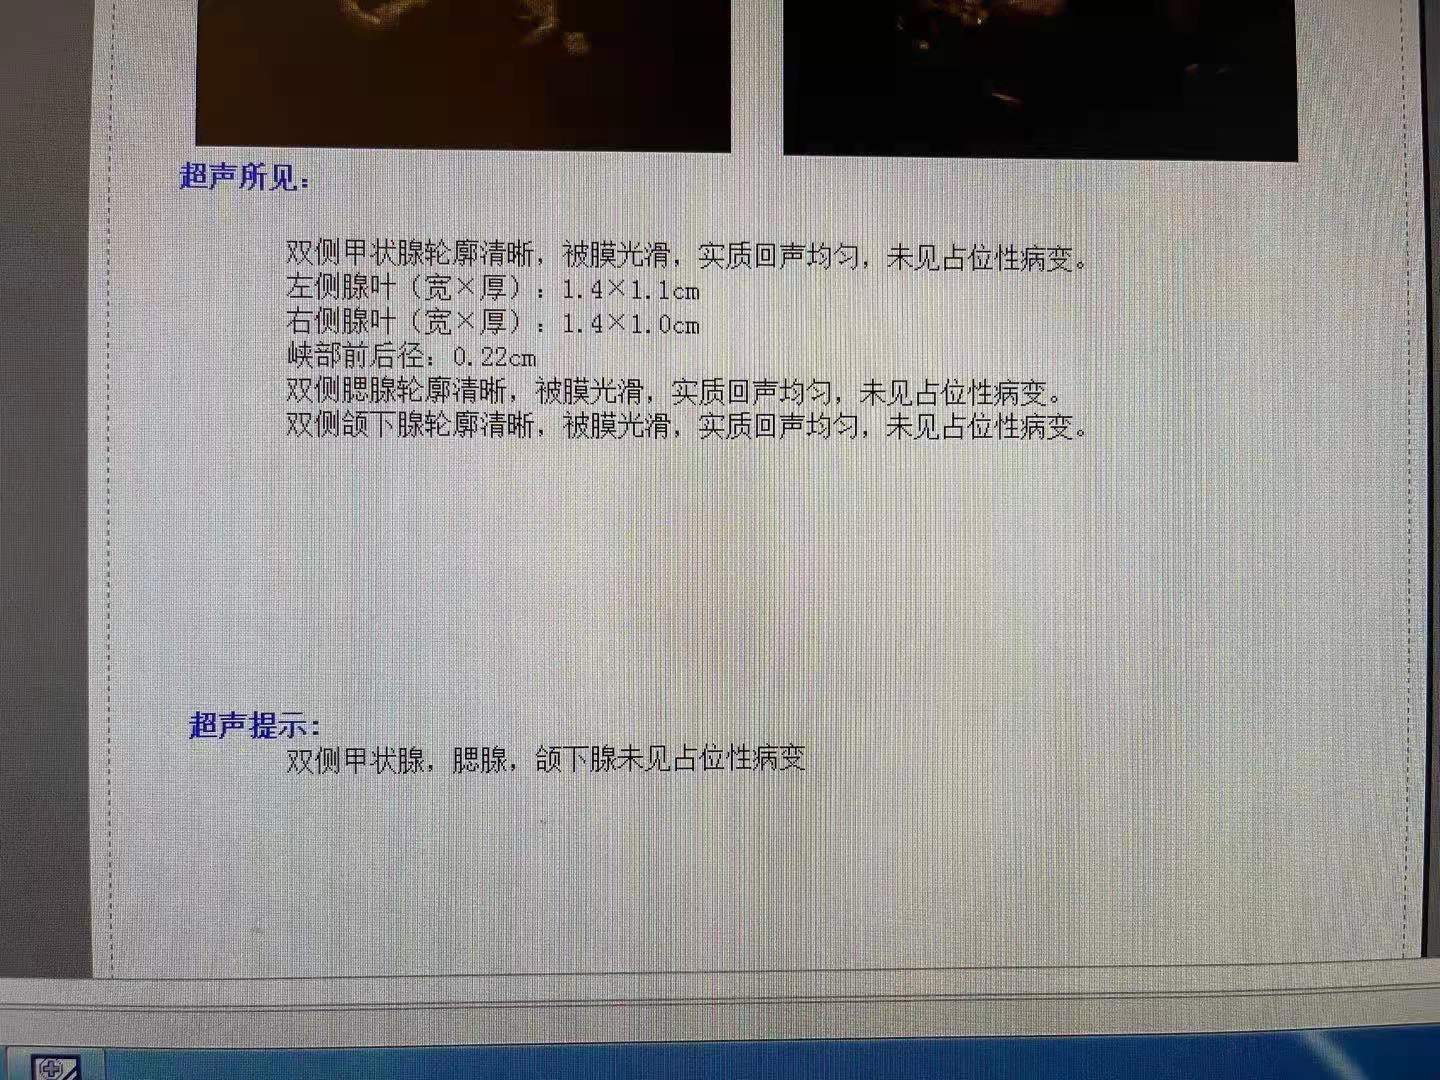 超声所见：
双侧甲状腺轮廓清晰，被膜光滑，实质回声均匀，未见占位性病变。
左侧腺叶（宽×厚）：1.4×1.1cm
右侧腺叶（宽×厚）：1.4×1.0cm
峡部前后径：0.22cm
双侧腮腺轮廓清晰，被膜光滑，实质回声均匀，未见占位性病变。
双侧颌下腺轮廓清晰，被膜光滑，实质回声均匀，未见占位性病变。
超声提示：
双侧甲状腺，腮腺，颌下腺未见占位性病变